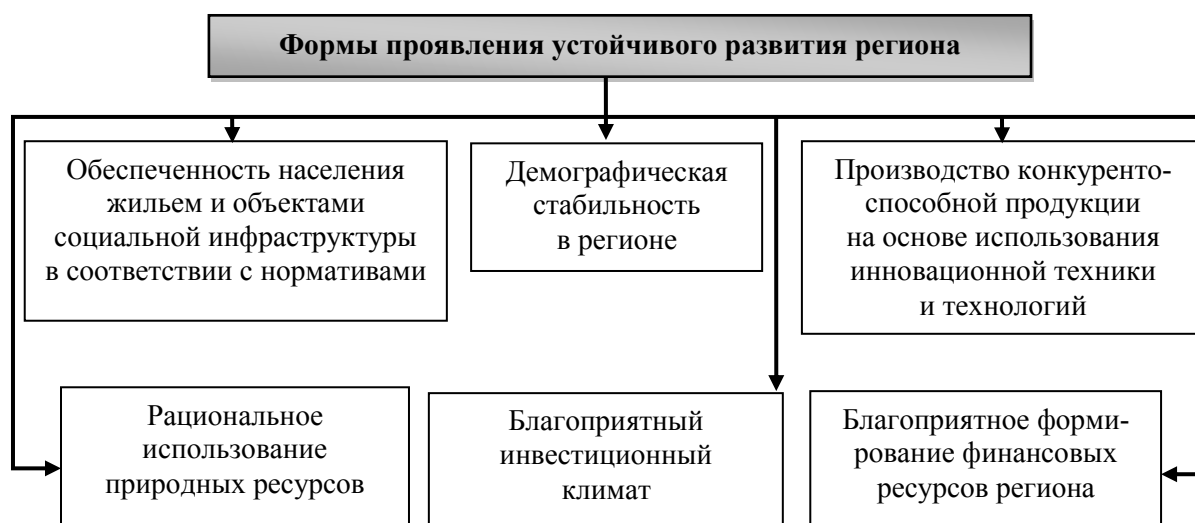 Формы проявления устойчивого развития региона
Обеспеченность населения
жильем и объектами
социальной инфраструктуры
в соответствии с нормативами
Демографическая
стабильность
в регионе
Производство конкуренто-
способной продукции
на основе использования
инновационной техники
и технологий
Рациональное
использование
природных ресурсов
Благоприятный
инвестиционный
климат
Благоприятное форми-
рование финансовых
ресурсов региона